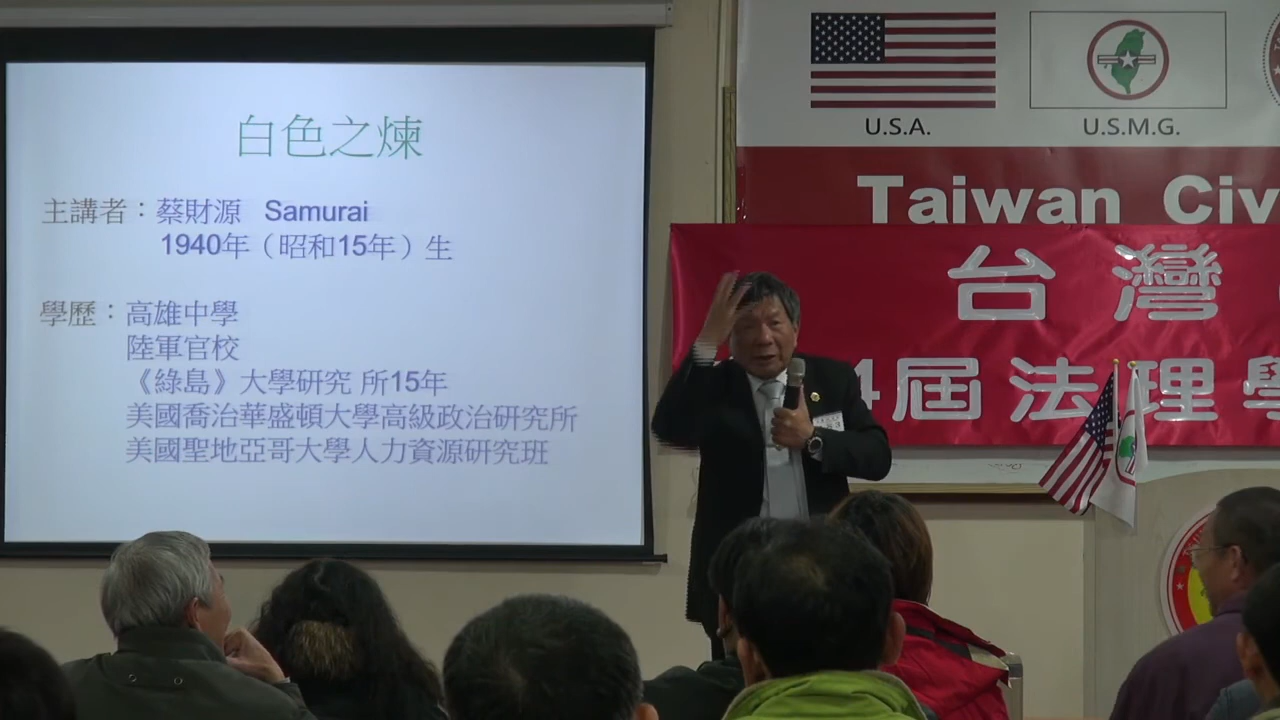 白色之煉
主講者：蔡財源 Samurai
1940年（昭和15年）生
學歷：高雄中學
陸軍官校
《綠島》大學研究 所15年
美國喬治華盛頓大學高級政治研究所
美國聖地亞哥大學人力資源研究班
U.S.A.
U.S.M.G.
Taiwan Civi
台灣
4屆法理學